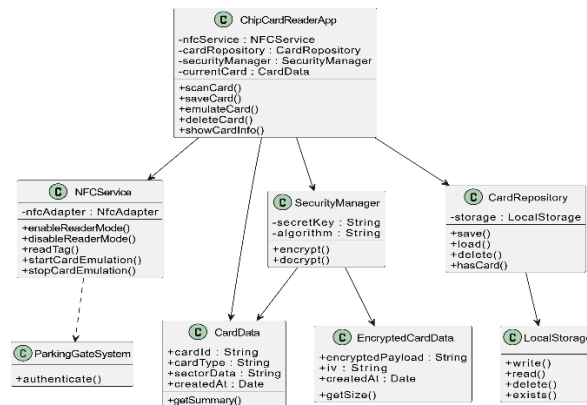 C ChipCardReaderApp
-nfcService : NFCService
-cardRepository : CardRepository
-securityManager : SecurityManager
-currentCard : CardData
+scanCard()
+saveCard()
+emulateCard()
+deleteCard()
+showCardInfo()
C NFCService
-nfcAdapter : NfcAdapter
+enableReaderMode()
+disableReaderMode()
+readTag()
+startCardEmulation()
+stopCardEmulation()
C SecurityManager
-secretKey : String
-algorithm : String
+encrypt()
+decrypt()
C CardRepository
-storage : LocalStorage
+save()
+load()
+delete()
+hasCard()
C ParkingGateSystem
+authenticate()
C CardData
+cardId : String
+cardType : String
+sectorData : String
+createdAt : Date
+getSummary()
C EncryptedCardData
+encryptedPayload : String
+iv : String
+createdAt : Date
+getSize()
C LocalStorage
+write()
+read()
+delete()
+exists()